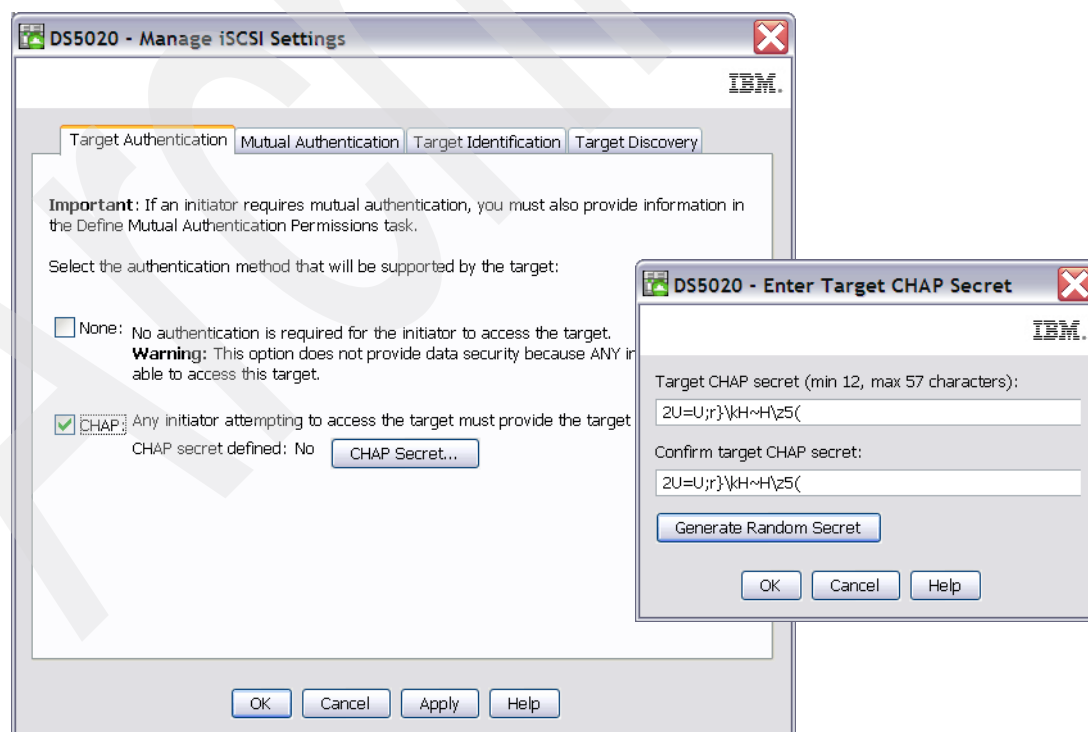 DS5020 - Manage iSCSI Settings
IBM.
Target Authentication Mutual Authentication Target Identification Target Discovery
Important: If an initiator requires mutual authentication, you must also provide information in
the Define Mutual Authentication Permissions task.
Select the authentication method that will be supported by the target:
None: No authentication is required for the initiator to access the target.
Warning: This option does not provide data security because ANY in
able to access this target.
CHAP: Any initiator attempting to access the target must provide the target
CHAP secret defined: No CHAP Secret...
OK Cancel Apply Help
DS5020 - Enter Target CHAP Secret
IBM.
Target CHAP secret (min 12, max 57 characters):
2U=U;r}\kH~H\z5(
Confirm target CHAP secret:
2U=U;r}\kH~H\z5(
Generate Random Secret
OK Cancel Help